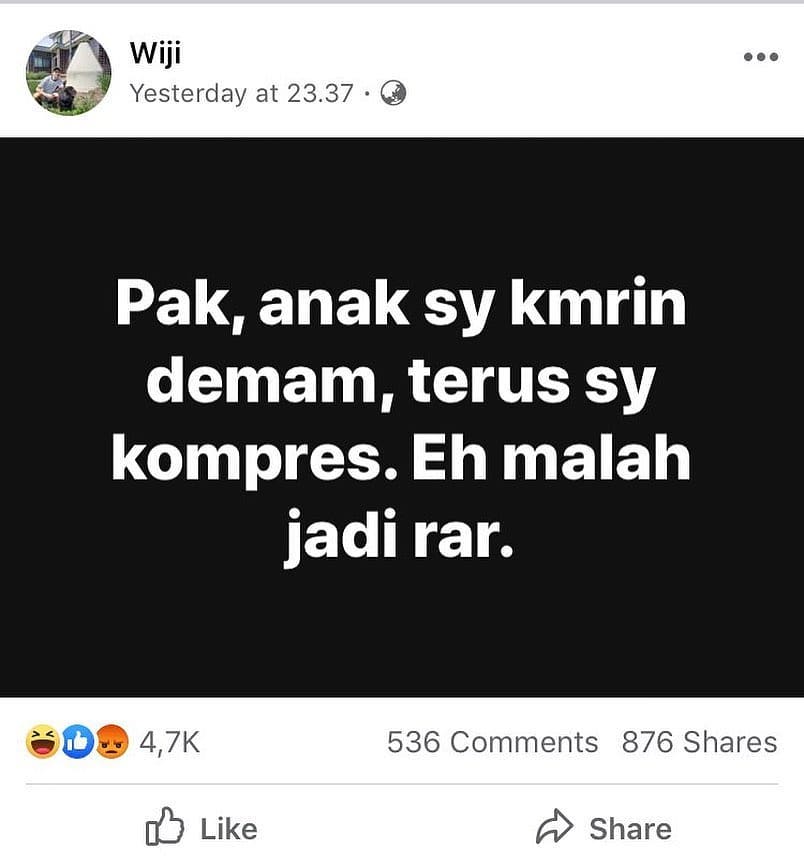 Wiji
Yesterday at 23.37 ·
Pak, anak sy kmrin
demam, terus sy
kompres. Eh malah
jadi rar.
4,7K
536 Comments 876 Shares
Like
Share